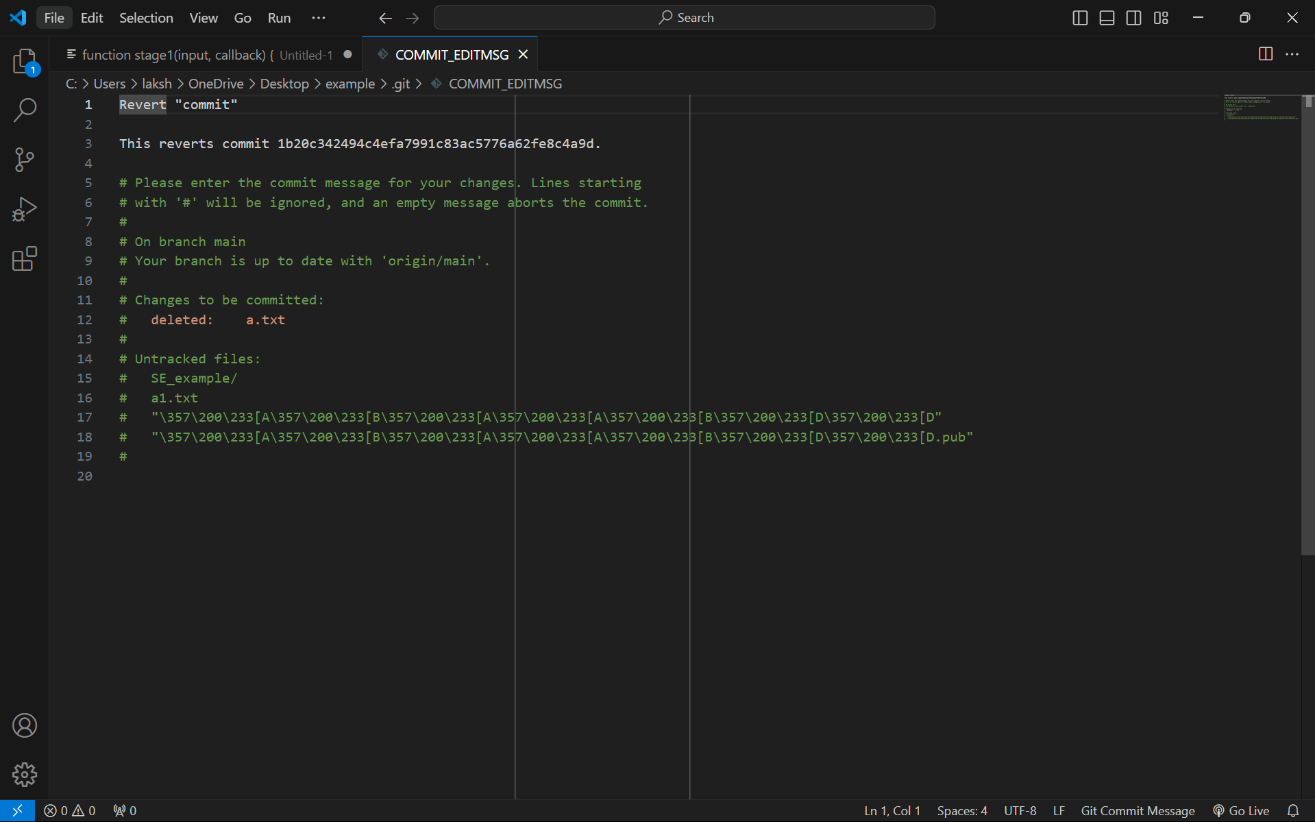 File Edit Selection View Go Run ··· Search
function stage1(input, callback) { Untitled-1 COMMIT_EDITMSG
1
C: > Users > laksh > OneDrive > Desktop > example > .git > COMMIT_EDITMSG
1 Revert "commit"
2
3 This reverts commit 1b20c342494c4efa7991c83ac5776a62fe8c4a9d.
4
5 # Please enter the commit message for your changes. Lines starting
6 # with '#' will be ignored, and an empty message aborts the commit.
7 #
8 # On branch main
9 # Your branch is up to date with 'origin/main'.
10 #
11 # Changes to be committed:
12 # deleted: a.txt
13 #
14 # Untracked files:
15 # SE_example/
16 # a1.txt
17 # "\357\200\233[A\357\200\233[B\357\200\233[A\357\200\233[A\357\200\233[B\357\200\233[D\357\200\233[D"
18 # "\357\200\233[A\357\200\233[B\357\200\233[A\357\200\233[A\357\200\233[B\357\200\233[D\357\200\233[D.pub"
19 #
20
0 0 0 Ln 1, Col 1 Spaces: 4 UTF-8 LF Git Commit Message Go Live